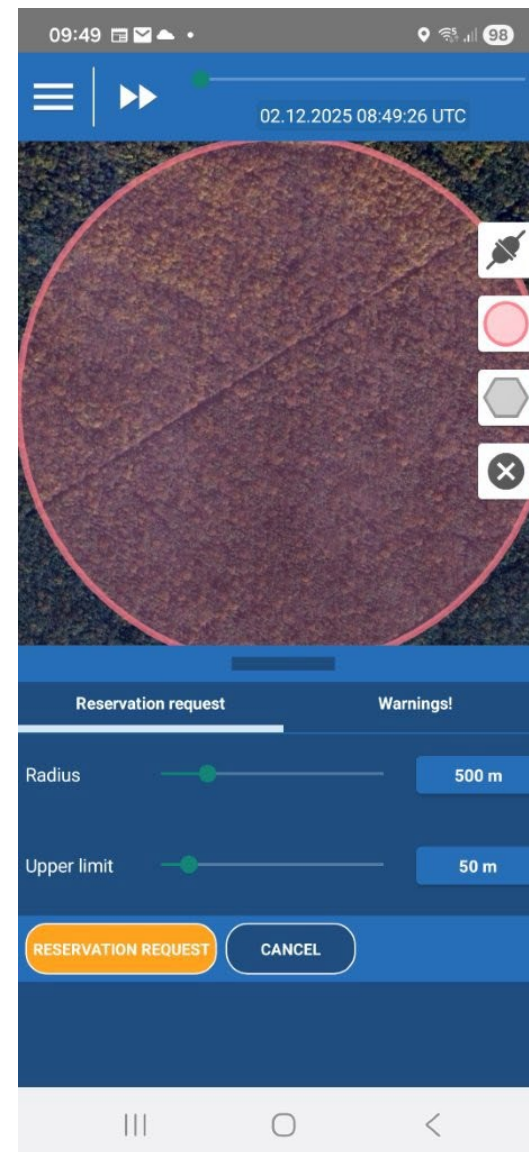 09:49
98
02.12.2025 08:49:26 UTC
Reservation request
Warnings!
Radius
500 m
Upper limit
50 m
RESERVATION REQUEST
CANCEL